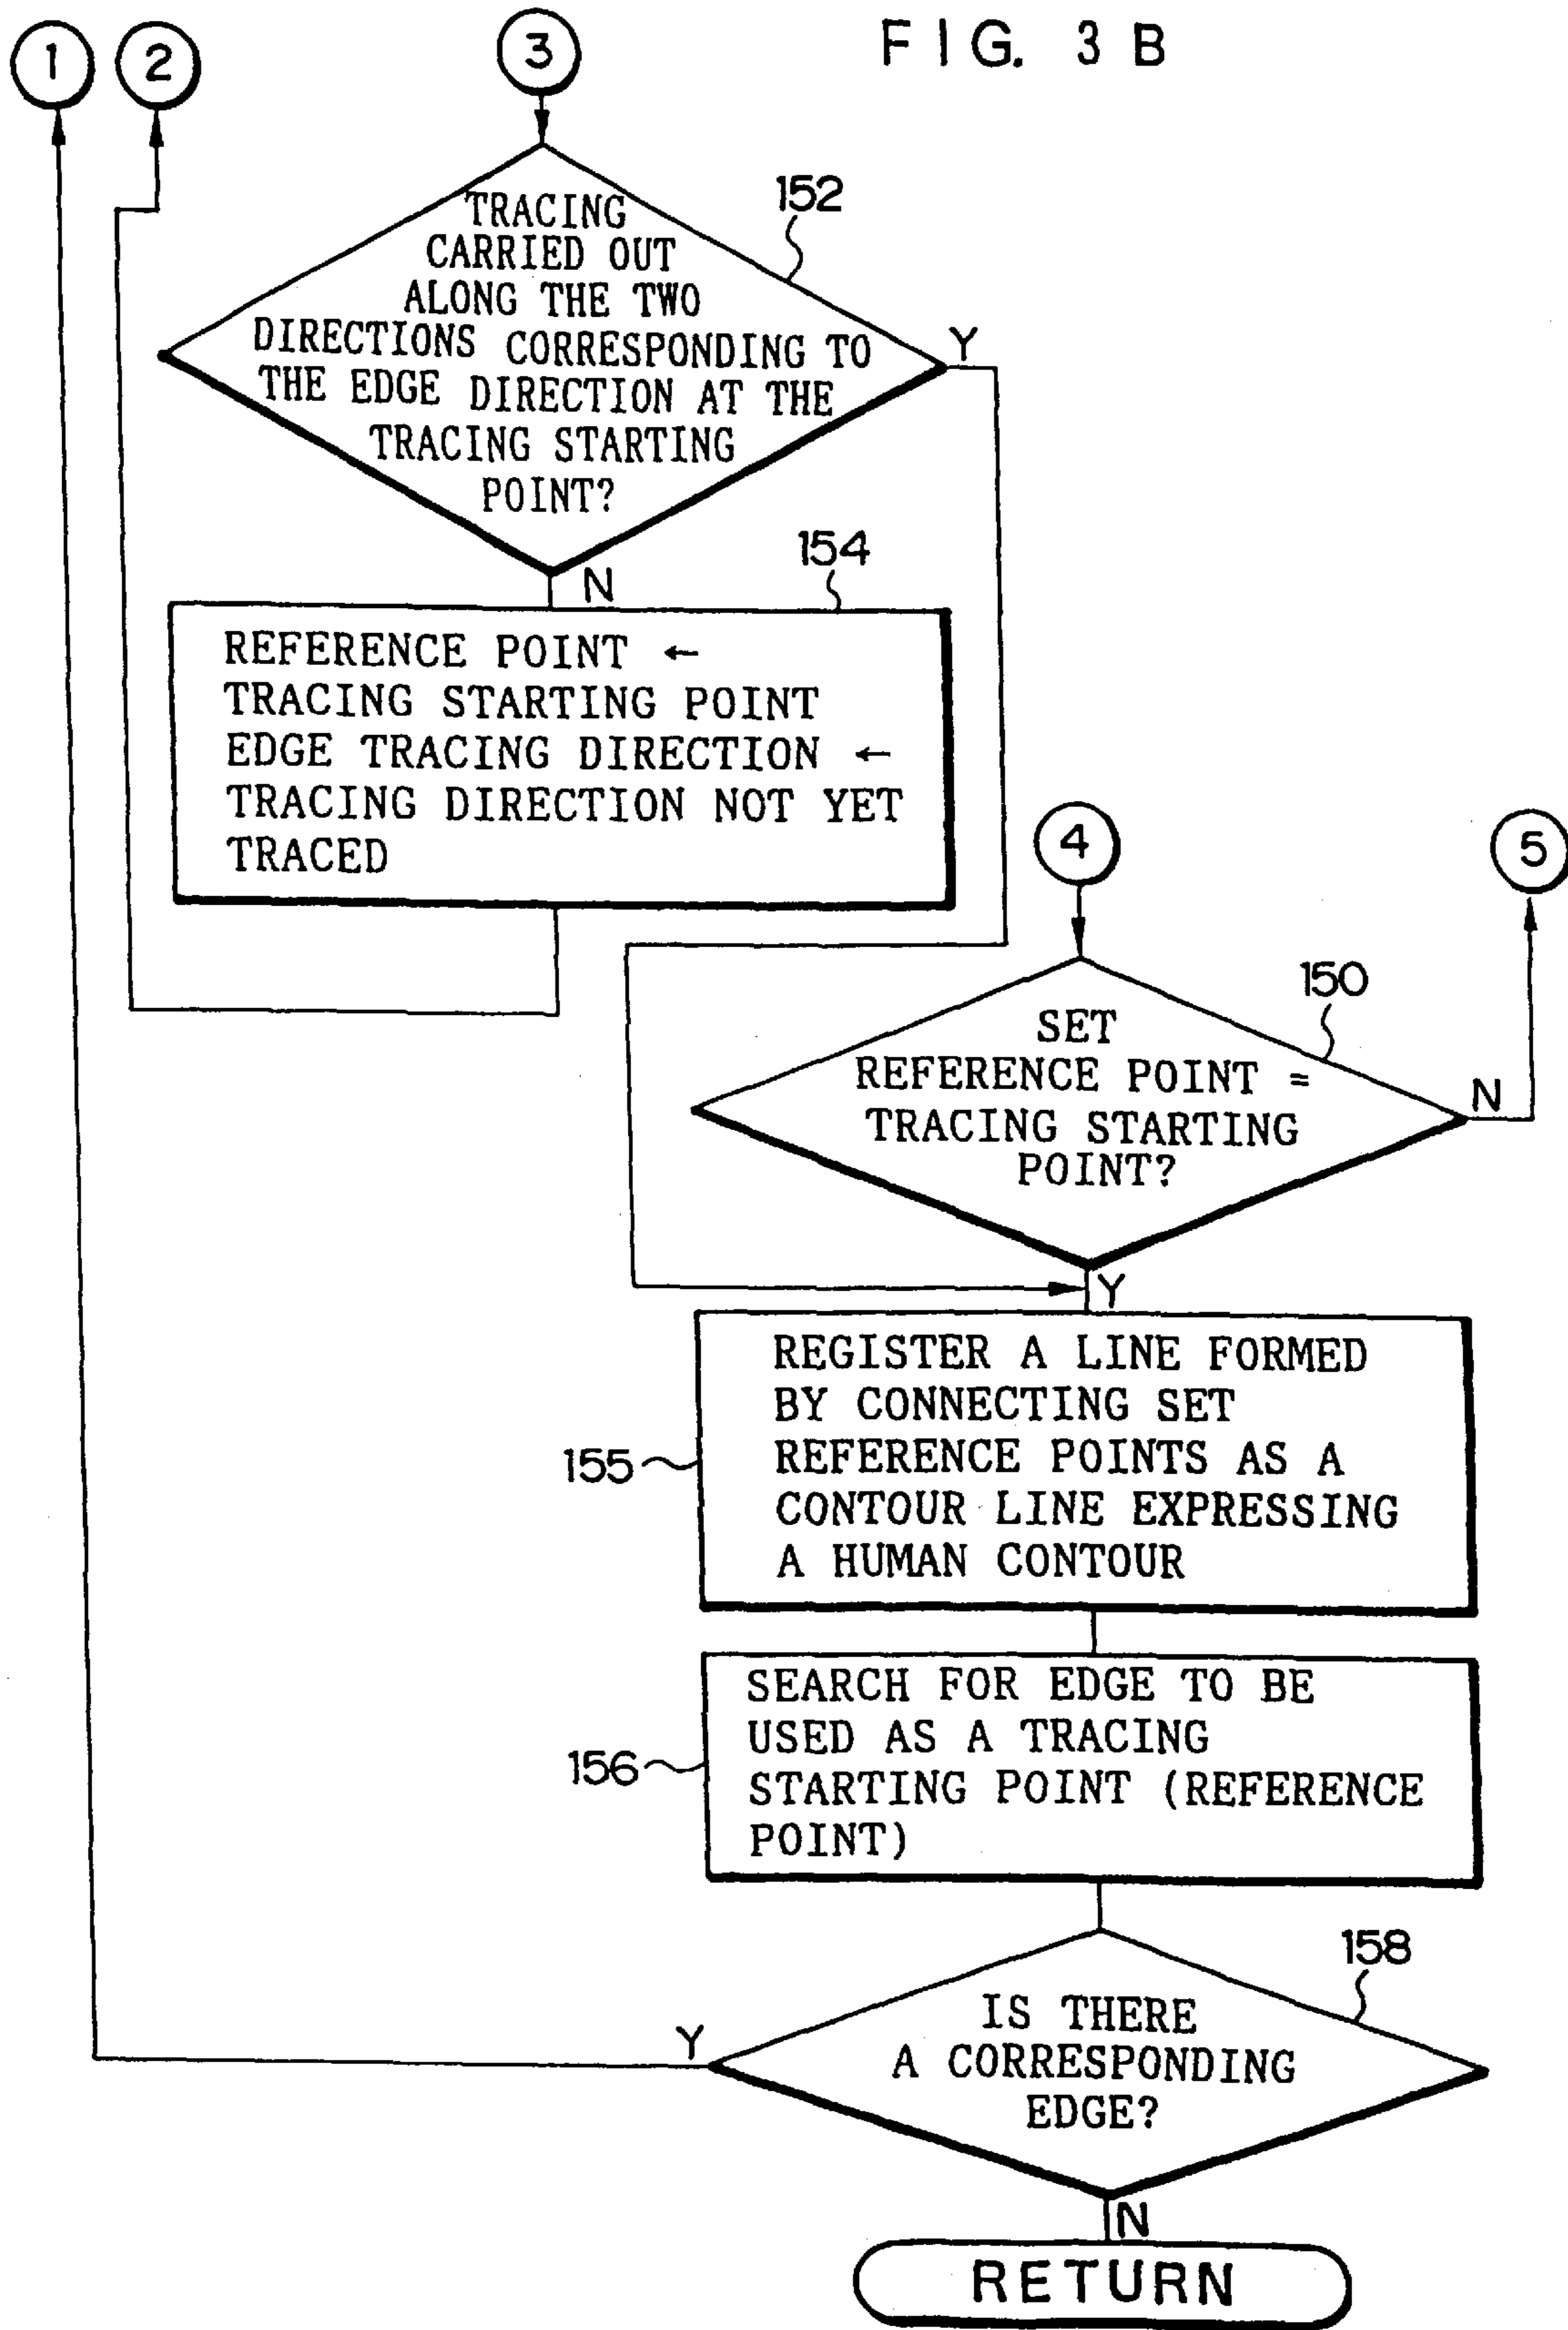 FIG. 3B
1
2
3
152
TRACING
CARRIED OUT
ALONG THE TWO
DIRECTIONS CORRESPONDING TO
THE EDGE DIRECTION AT THE
TRACING STARTING
POINT?
Y
N
154
REFERENCE POINT ←
TRACING STARTING POINT
EDGE TRACING DIRECTION ←
TRACING DIRECTION NOT YET
TRACED
4
5
150
SET
REFERENCE POINT =
TRACING STARTING
POINT?
N
Y
155
REGISTER A LINE FORMED
BY CONNECTING SET
REFERENCE POINTS AS A
CONTOUR LINE EXPRESSING
A HUMAN CONTOUR
156
SEARCH FOR EDGE TO BE
USED AS A TRACING
STARTING POINT (REFERENCE
POINT)
158
IS THERE
A CORRESPONDING
EDGE?
Y
N
RETURN